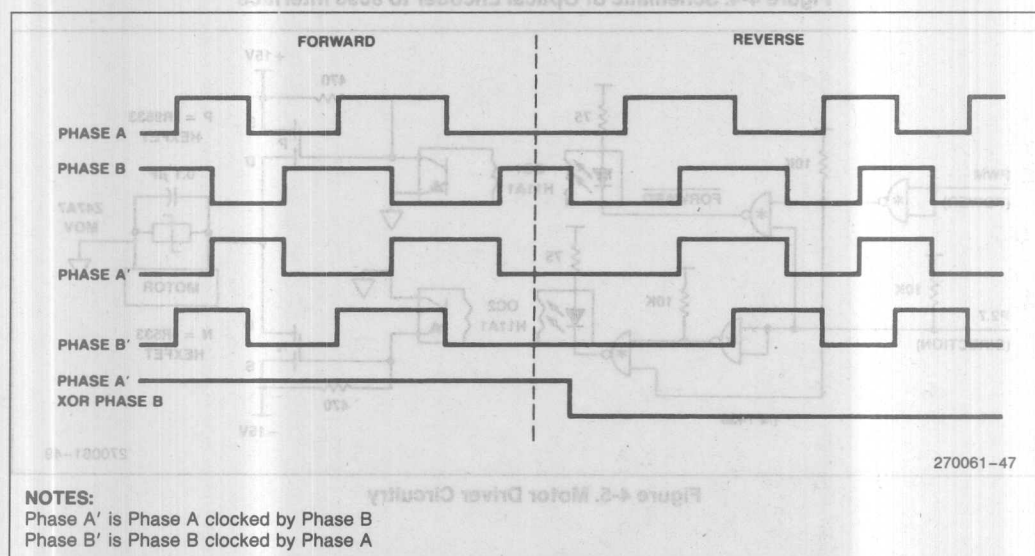 FORWARD
REVERSE
PHASE A
PHASE B
PHASE A′
PHASE B′
PHASE A′
XOR PHASE B
270061–47
NOTES:
Phase A′ is Phase A clocked by Phase B
Phase B′ is Phase B clocked by Phase A